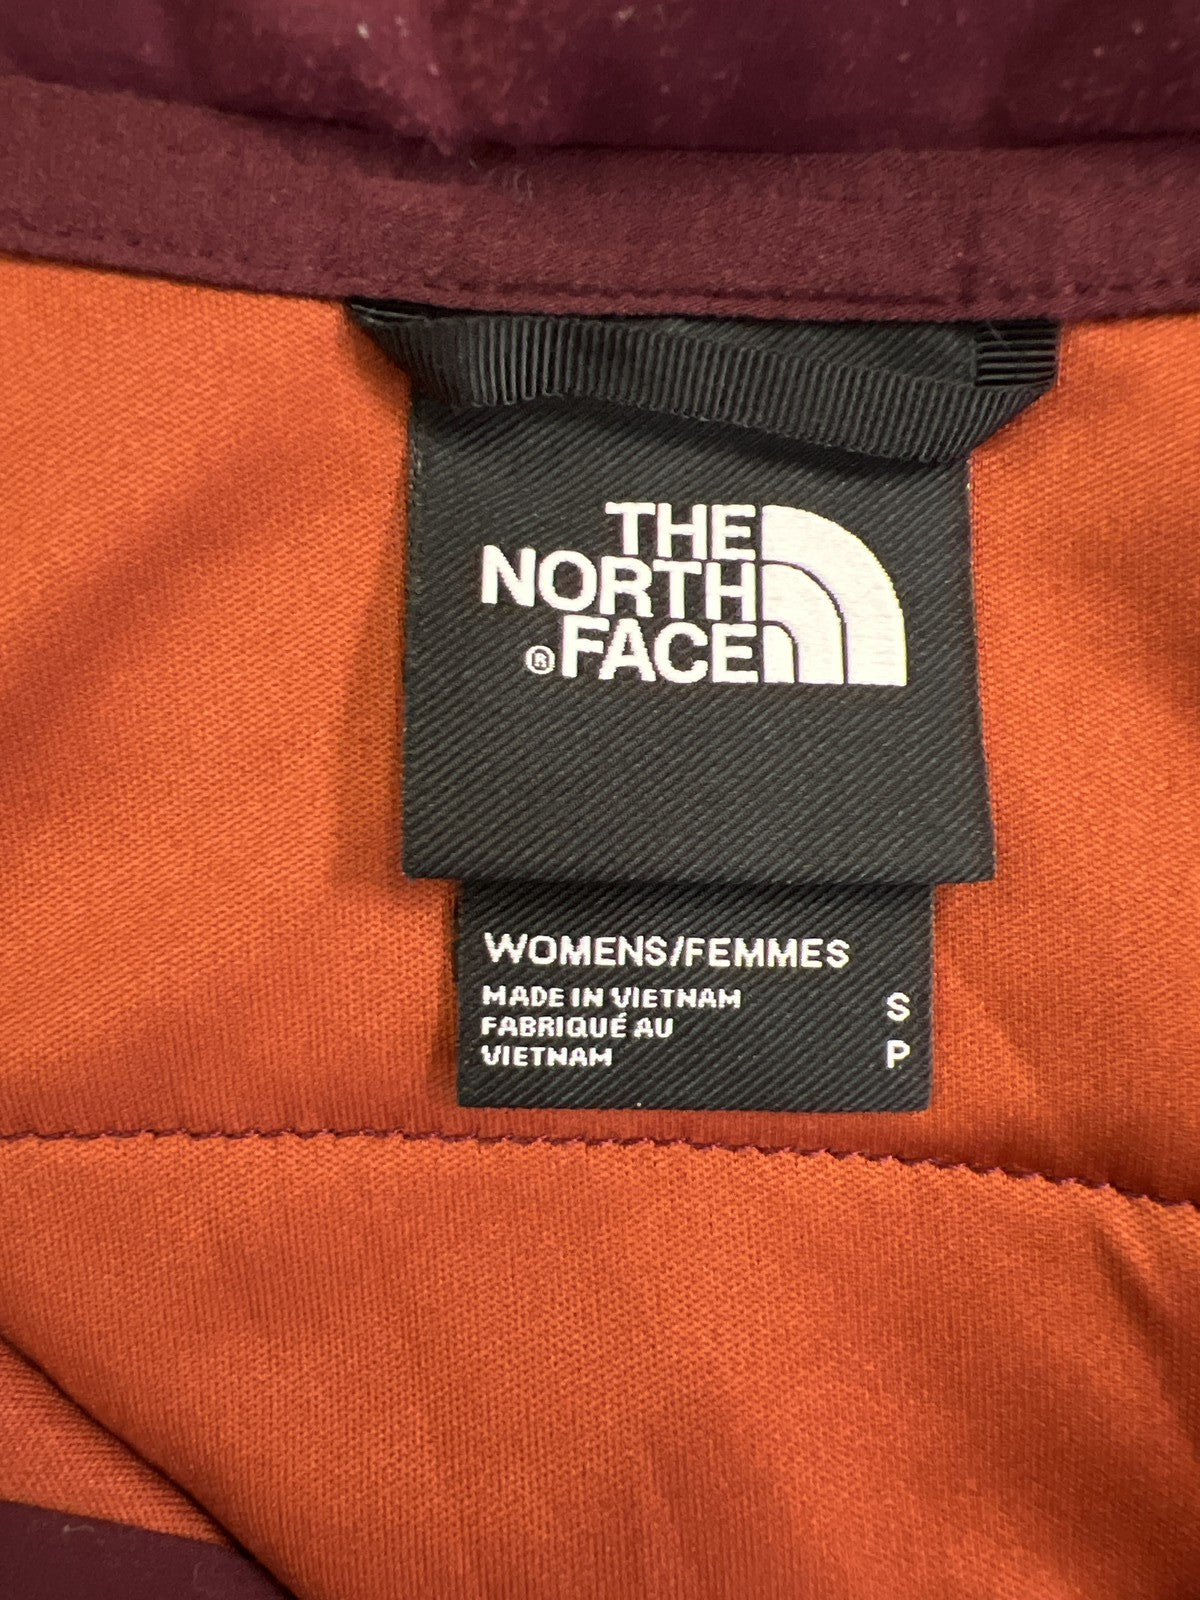 THE
NORTH
® FACE
WOMENS/FEMMES
MADE IN VIETNAM
FABRIQUÉ AU
VIETNAM
S
P